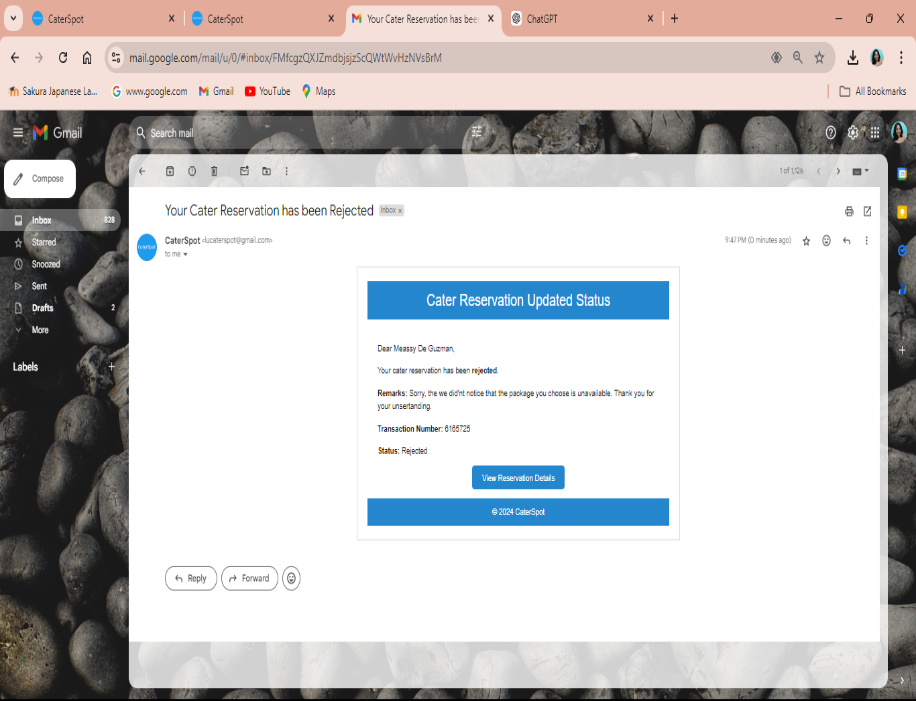 CaterSpot
CaterSpot
Your Cater Reservation has bee
ChatGPT
mail.google.com/mail/u/0/#inbox/FMfcgzQXJZmdbjsjzScQWtWvHzNVsBrM
Sakura Japanese La...
www.google.com
Gmail
YouTube
Maps
All Bookmarks
Gmail
Search mail
Compose
1 of 1,126
Inbox 828
Starred
Snoozed
Sent
Drafts 2
More
Labels
Your Cater Reservation has been Rejected Inbox x
CaterSpot <lucaterspot@gmail.com>
9:47 PM (0 minutes ago)
to me
Cater Reservation Updated Status
Dear Meassy De Guzman,
Your cater reservation has been rejected.
Remarks: Sorry, the we did'nt notice that the package you choose is unavailable. Thank you for
your unsertanding.
Transaction Number: 6165725
Status: Rejected
View Reservation Details
© 2024 CaterSpot
Reply
Forward